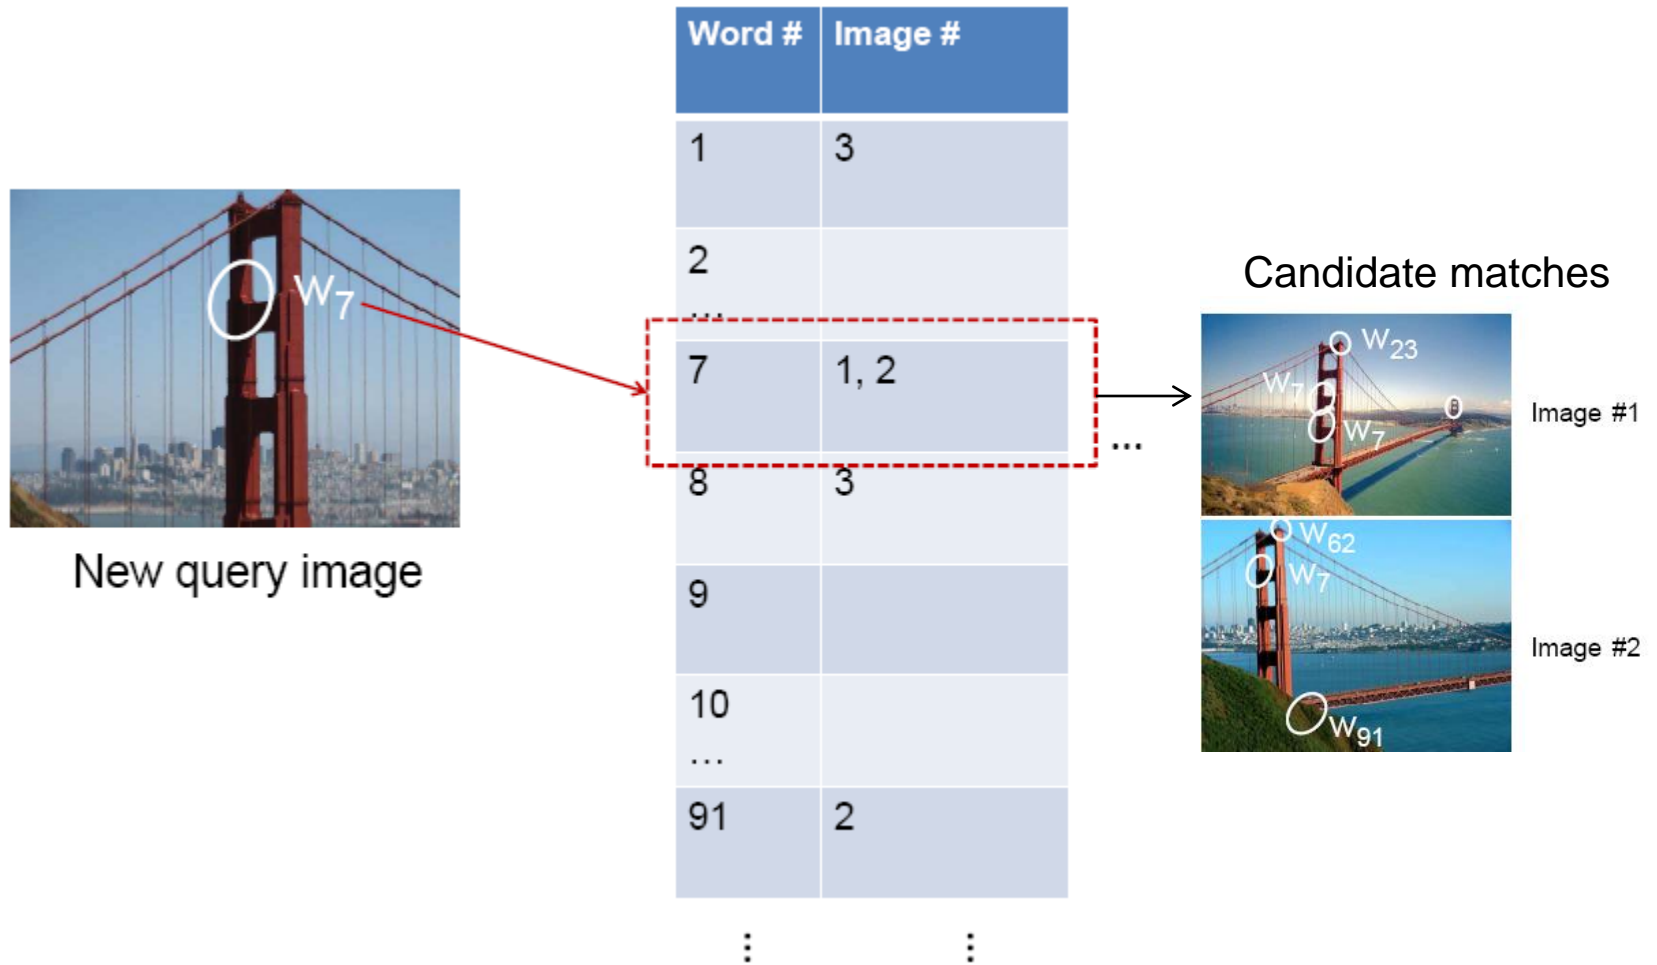 Word # Image #
1 3
2
...
7 1, 2
8 3
9
10
...
91 2
⋮ ⋮
W7
New query image
...
Candidate matches
W23
W7
W7
Image #1
W62
W7
W91
Image #2